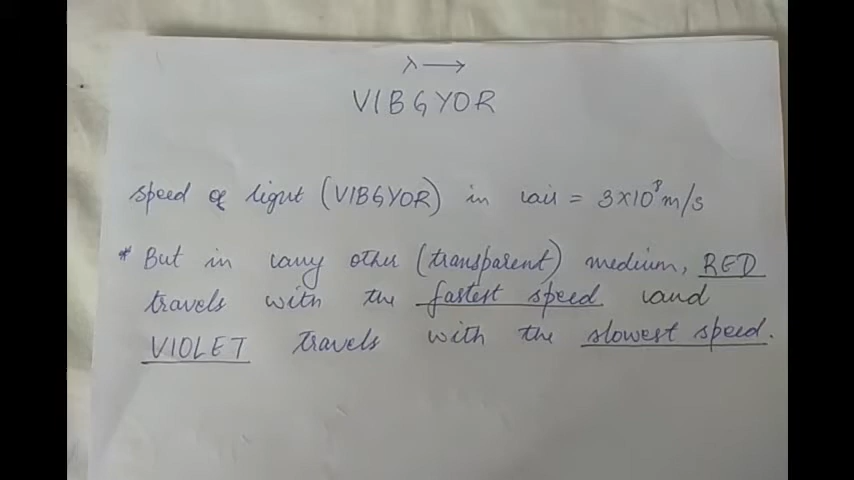 λ →
VIBGYOR
speed of light (VIBGYOR) in air = 3×10⁸ m/s
* But in any other (transparent) medium, RED
travels with the fastest speed and
VIOLET travels with the slowest speed.